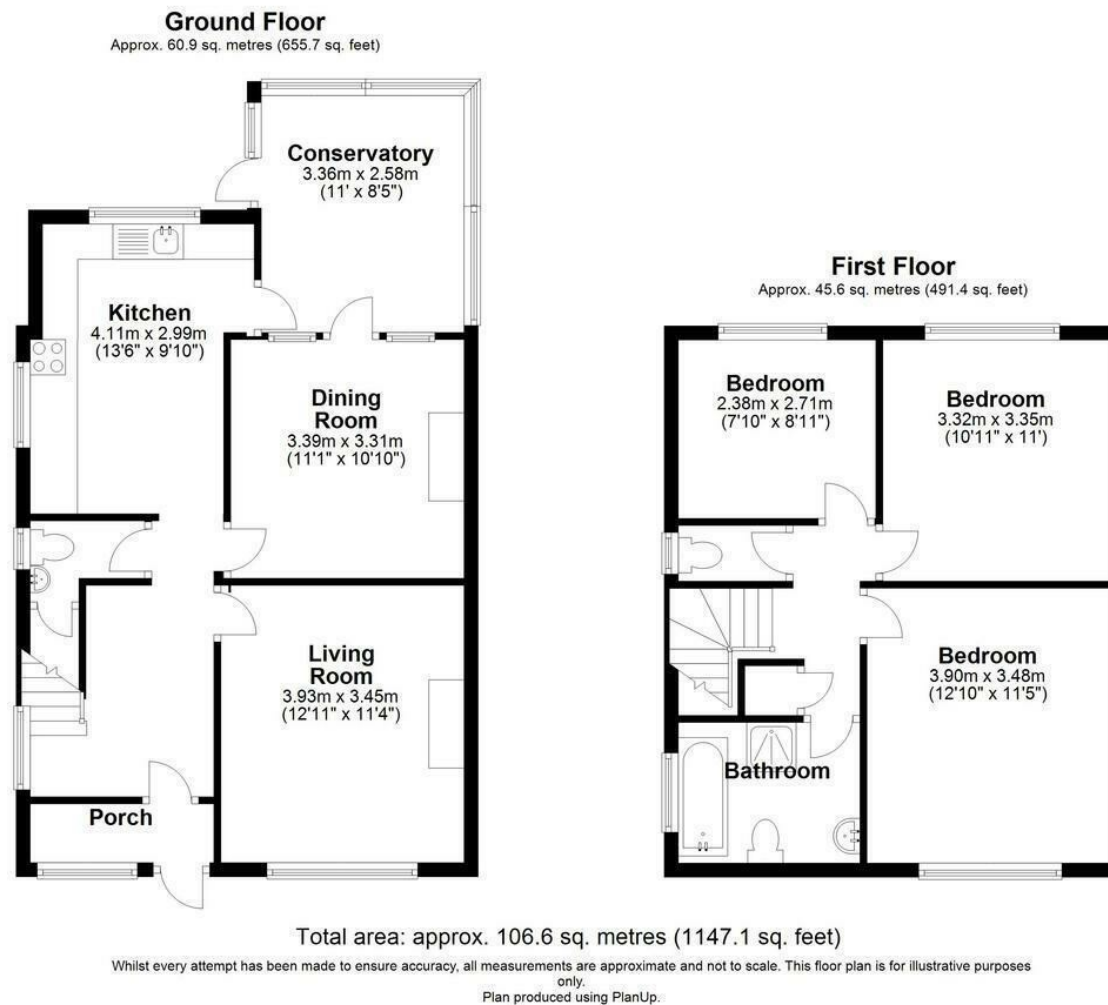 Ground Floor
Approx. 60.9 sq. metres (655.7 sq. feet)
Conservatory
3.36m x 2.58m
(11' x 8'5")
Kitchen
4.11m x 2.99m
(13'6" x 9'10")
Dining
Room
3.39m x 3.31m
(11'1" x 10'10")
Living
Room
3.93m x 3.45m
(12'11" x 11'4")
Porch
First Floor
Approx. 45.6 sq. metres (491.4 sq. feet)
Bedroom
2.38m x 2.71m
(7'10" x 8'11")
Bedroom
3.32m x 3.35m
(10'11" x 11')
Bedroom
3.90m x 3.48m
(12'10" x 11'5")
Bathroom
Total area: approx. 106.6 sq. metres (1147.1 sq. feet)
Whilst every attempt has been made to ensure accuracy, all measurements are approximate and not to scale. This floor plan is for illustrative purposes
only.
Plan produced using PlanUp.